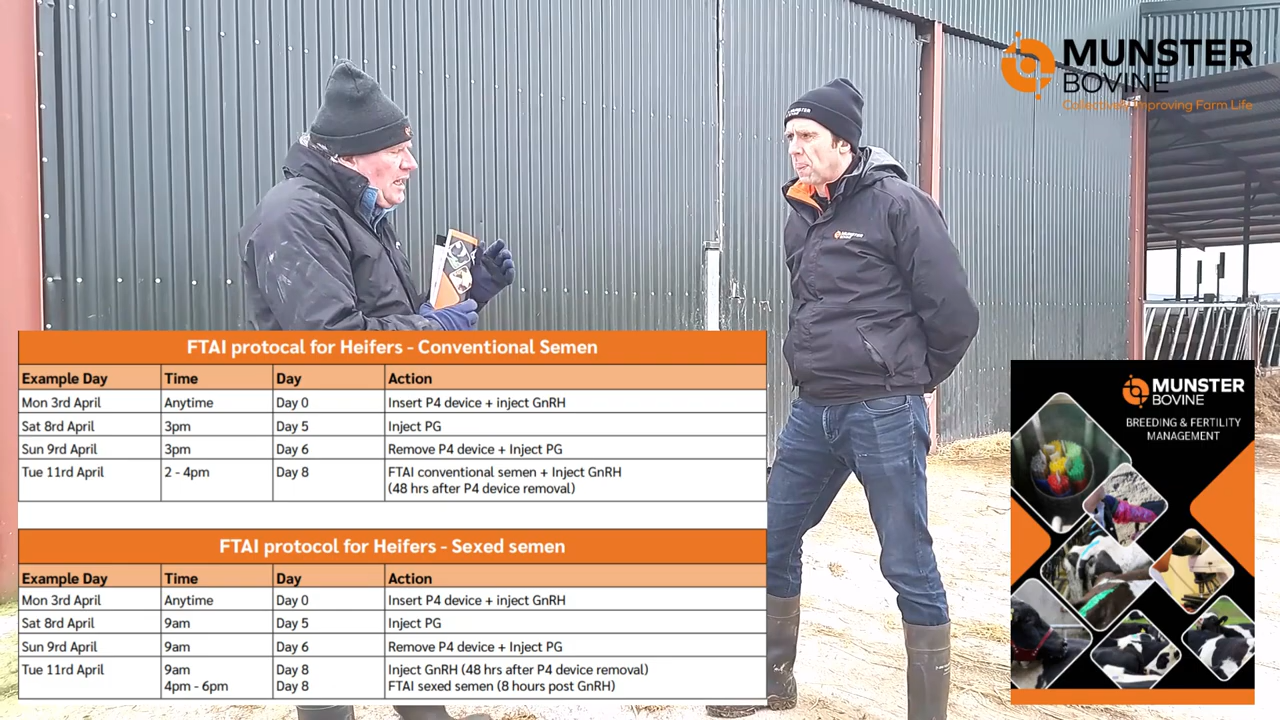 MUNSTER
BOVINE
Collectively Improving Farm Life
MUNSTER
MUNSTER
BOVINE
FTAI protocal for Heifers - Conventional Semen
Example Day Time Day Action
Mon 3rd April Anytime Day 0 Insert P4 device + inject GnRH
Sat 8rd April 3pm Day 5 Inject PG
Sun 9rd April 3pm Day 6 Remove P4 device + Inject PG
Tue 11rd April 2 - 4pm Day 8 FTAI conventional semen + Inject GnRH
(48 hrs after P4 device removal)
FTAI protocol for Heifers - Sexed semen
Example Day Time Day Action
Mon 3rd April Anytime Day 0 Insert P4 device + inject GnRH
Sat 8rd April 9am Day 5 Inject PG
Sun 9rd April 9am Day 6 Remove P4 device + Inject PG
Tue 11rd April 9am Day 8 Inject GnRH (48 hrs after P4 device removal)
4pm - 6pm Day 8 FTAI sexed semen (8 hours post GnRH)
MUNSTER
BOVINE
BREEDING & FERTILITY
MANAGEMENT